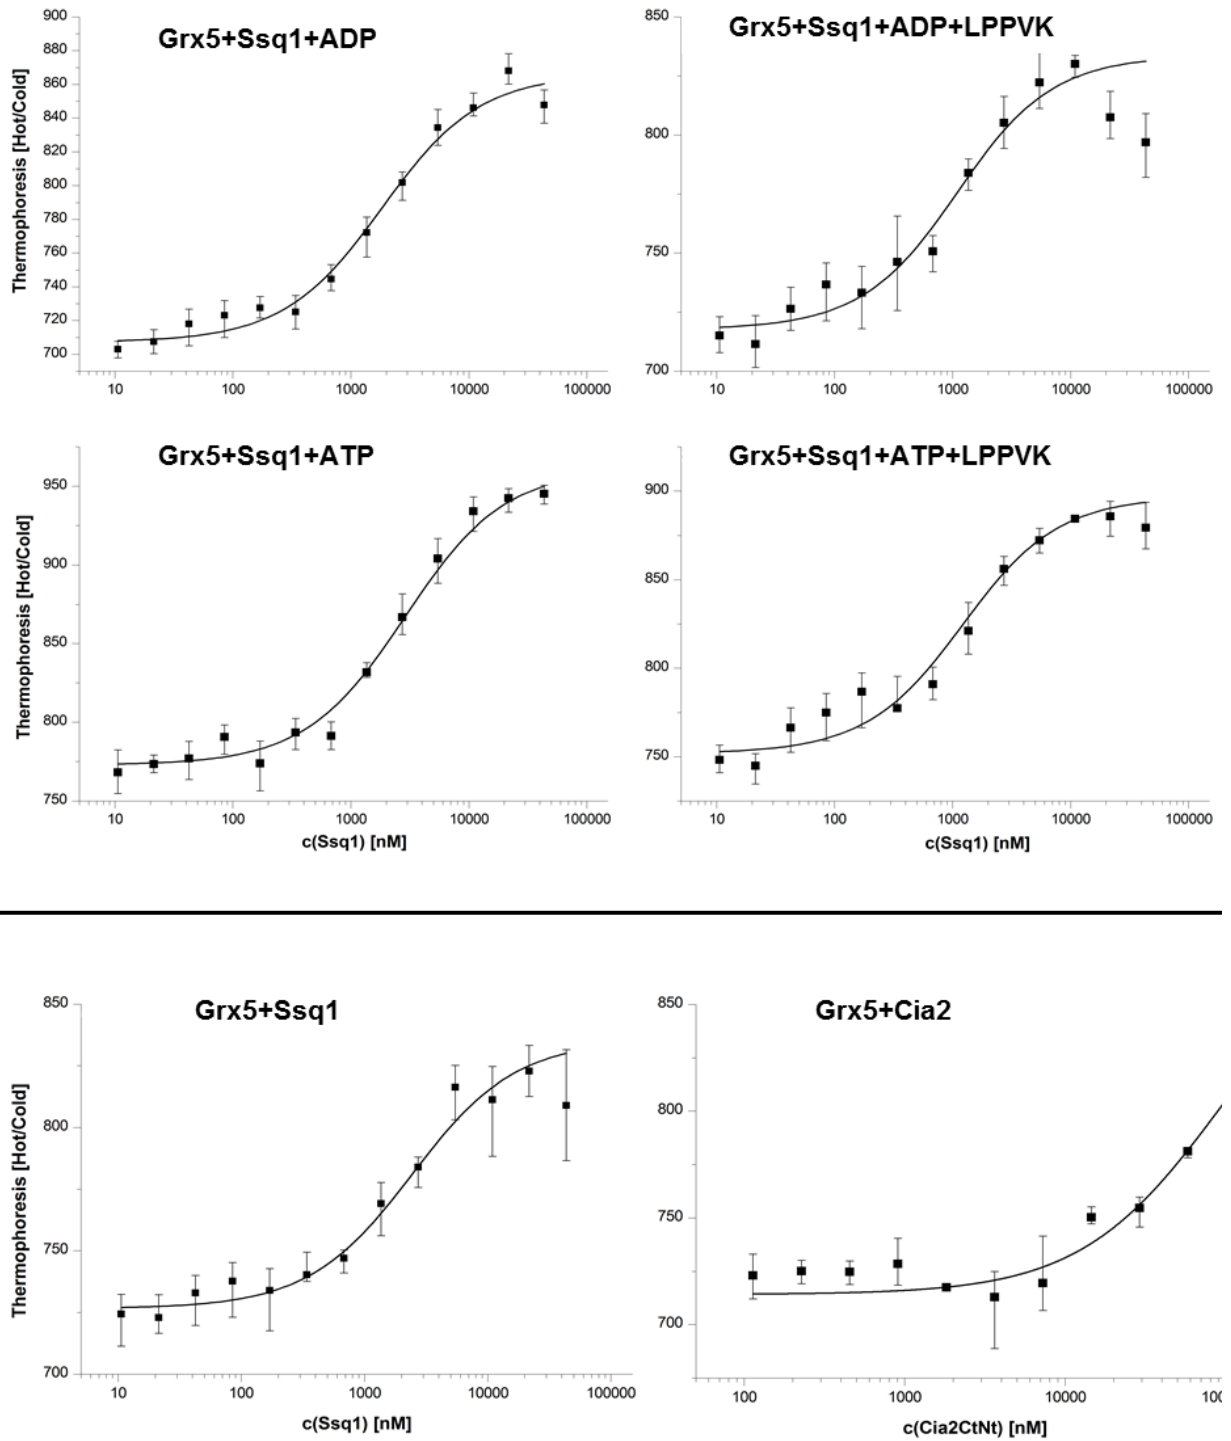 Grx5+Ssq1+ADP
Thermophoresis [Hot/Cold]
900
880
860
840
820
800
780
760
740
720
700
10 100 1000 10000 100000
Grx5+Ssq1+ADP+LPPVK
850
800
750
700
10 100 1000 10000 100000
Grx5+Ssq1+ATP
Thermophoresis [Hot/Cold]
950
900
850
800
750
10 100 1000 10000 100000
c(Ssq1) [nM]
Grx5+Ssq1+ATP+LPPVK
900
850
800
750
10 100 1000 10000 100000
c(Ssq1) [nM]
Grx5+Ssq1
Thermophoresis [Hot/Cold]
850
800
750
700
10 100 1000 10000 100000
c(Ssq1) [nM]
Grx5+Cia2
850
800
750
700
100 1000 10000
c(Cia2CtNt) [nM]